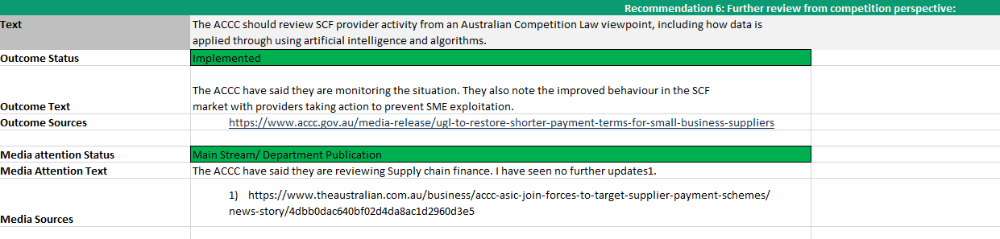 Recommendation 6: Further review from competition perspective:
Text
The ACCC should review SCF provider activity from an Australian Competition Law viewpoint, including how data is
applied through using artificial intelligence and algorithms.
Outcome Status
Implemented
The ACCC have said they are monitoring the situation. They also note the improved behaviour in the SCF
market with providers taking action to prevent SME exploitation.
Outcome Text
Outcome Sources
https://www.accc.gov.au/media-release/ugl-to-restore-shorter-payment-terms-for-small-business-suppliers
Media attention Status
Main Stream/ Department Publication
Media Attention Text
The ACCC have said they are reviewing Supply chain finance. I have seen no further updates1.
1) https://www.theaustralian.com.au/business/accc-asic-join-forces-to-target-supplier-payment-schemes/
news-story/4dbb0dac640bf02d4da8ac1d2960d3e5
Media Sources